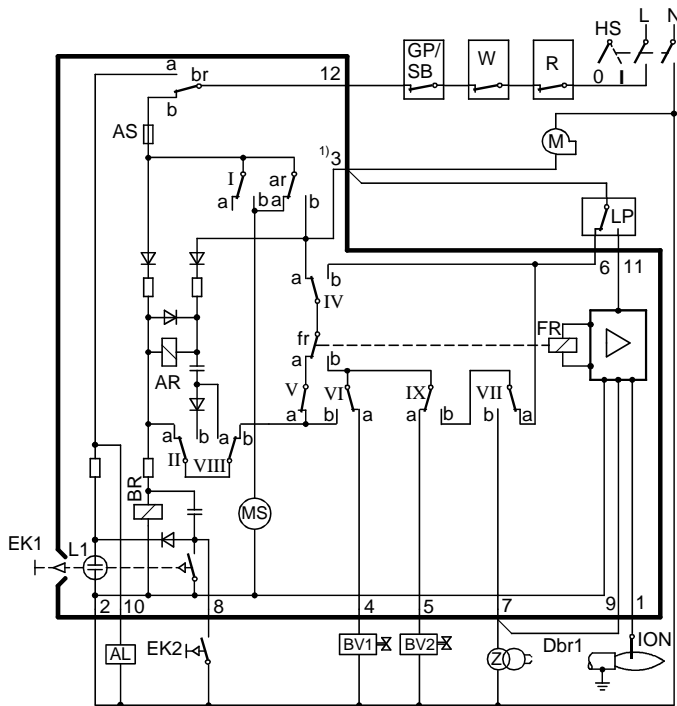 HS L N
GP/ SB W R
0 I
a br 12
b
AS
M
1) 3
I ar
a b a b
LP
6 11
a b
IV
fr FR
a b
AR
V VI IX VII
a a b a b b a
a b a b
II VIII
BR
MS
EK1 L1
2 10 8 4 5 7 9 1
AL EK2 BV1 BV2 Z Dbr1 ION